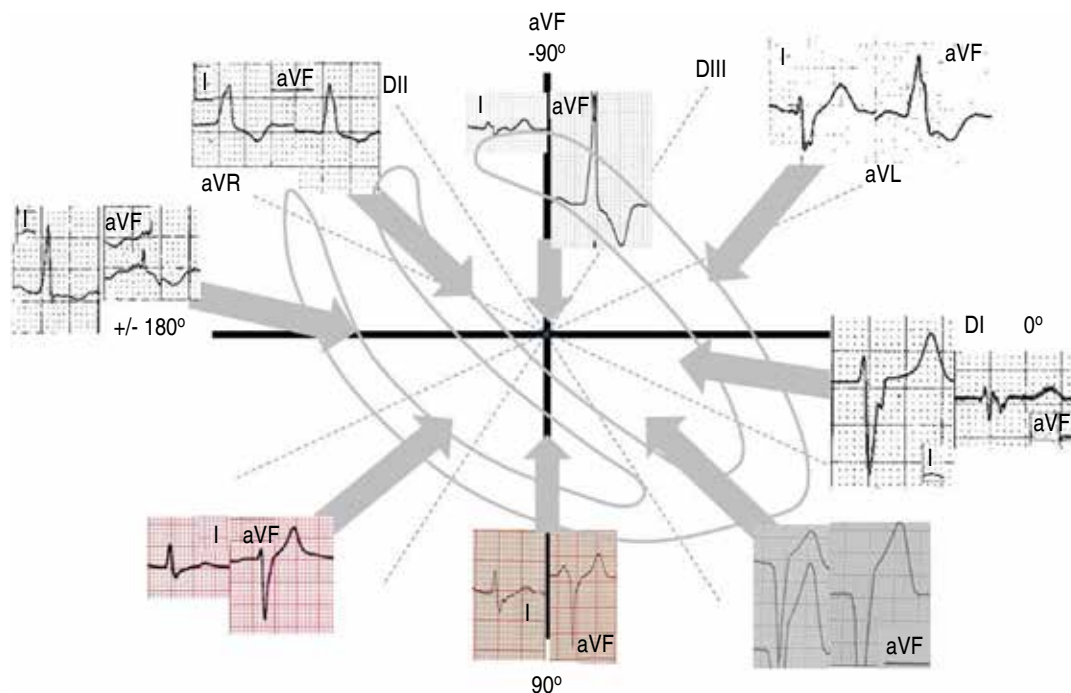 aVF
-90º
I
aVF
DII
I
aVF
DIII
I
aVF
aVR
aVL
I
aVF
+/- 180º
DI
0º
aVF
I
I
aVF
I
aVF
aVF
90º